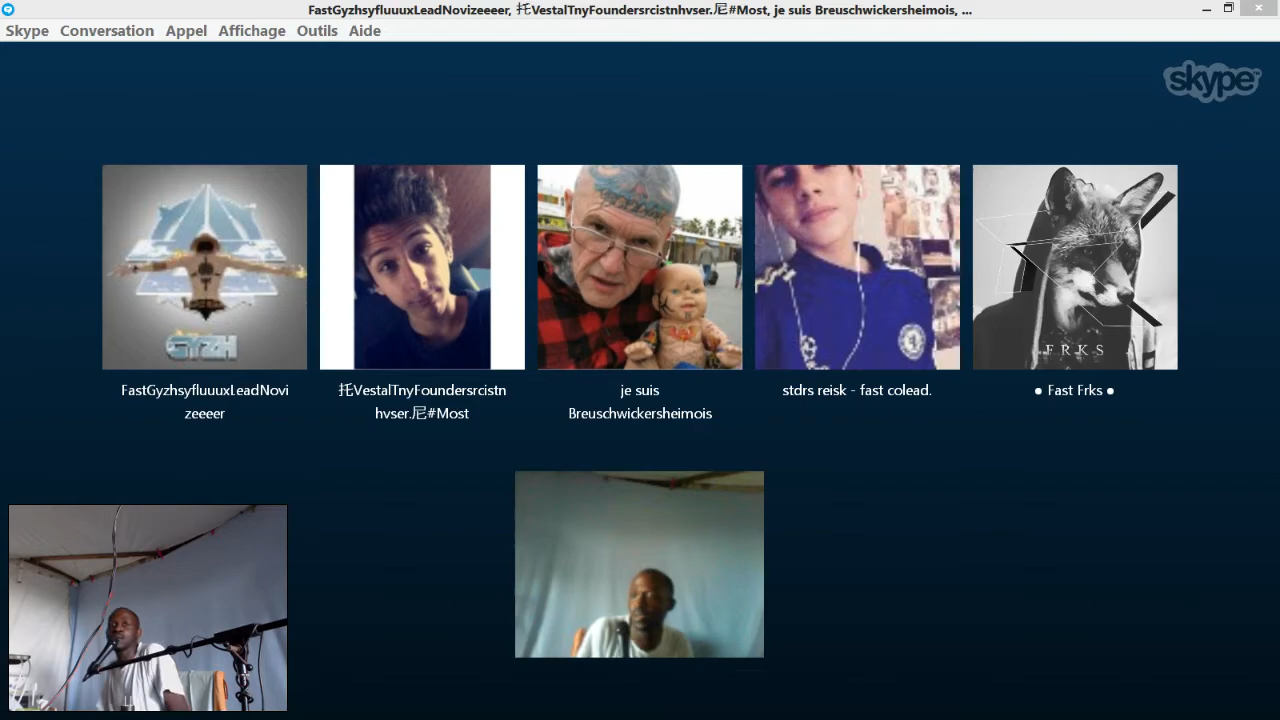 FastGyzhsyfluuuxLeadNovizeeeer, 托VestalTnyFoundersrcistnhvser.尼#Most, je suis Breuschwickersheimois, ...
Skype Conversation Appel Affichage Outils Aide
skype
GYZH
FRKS
FastGyzhsyfluuuxLeadNovi
zeeeer
托VestalTnyFoundersrcistn
hvser.尼#Most
je suis
Breuschwickersheimois
stdrs reisk - fast colead.
● Fast Frks ●